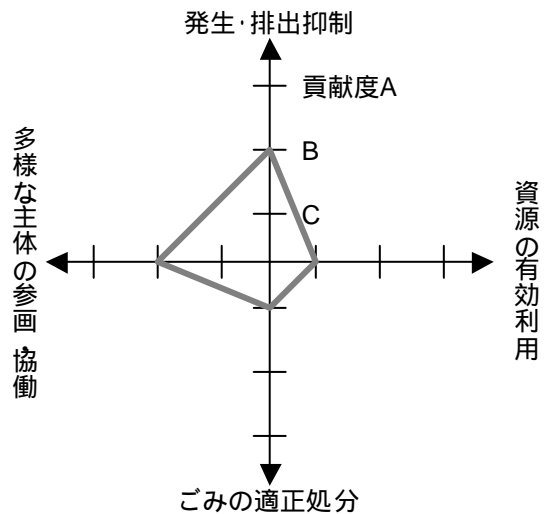 発生・排出抑制
貢献度A
B
C
多様な主体の参画・協働
資源の有効利用
ごみの適正処分